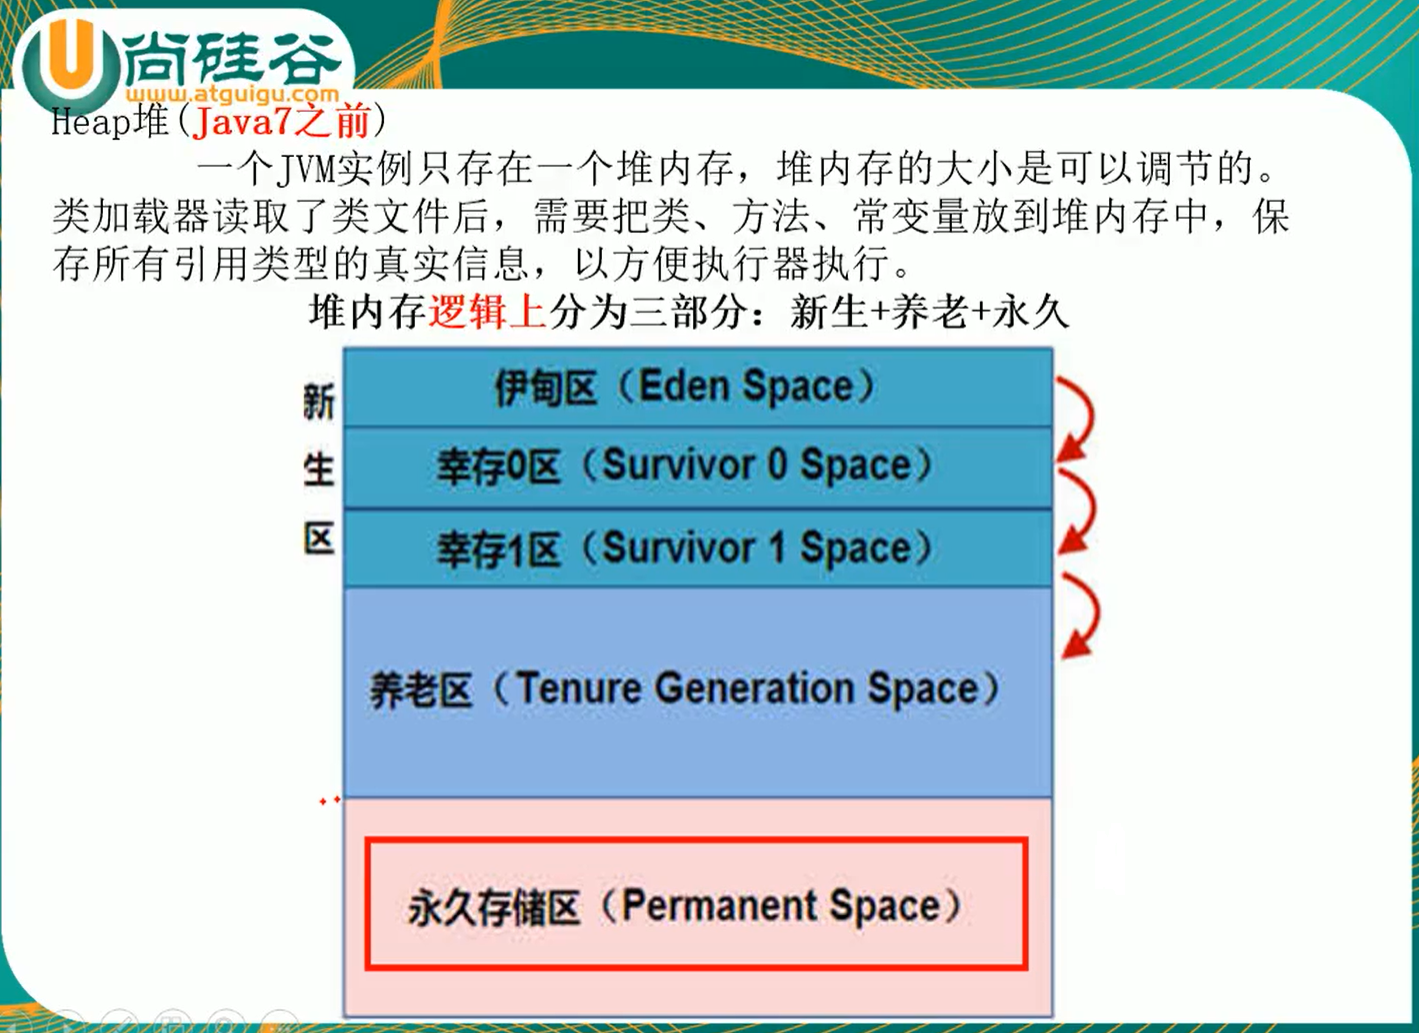 尚硅谷
www.atguigu.com
Heap堆(Java7之前)
一个JVM实例只存在一个堆内存，堆内存的大小是可以调节的。
类加载器读取了类文件后，需要把类、方法、常变量放到堆内存中，保
存所有引用类型的真实信息，以方便执行器执行。
堆内存逻辑上分为三部分：新生+养老+永久
新
生
区
伊甸区（Eden Space）
幸存0区（Survivor 0 Space）
幸存1区（Survivor 1 Space）
养老区（Tenure Generation Space）
永久存储区（Permanent Space）